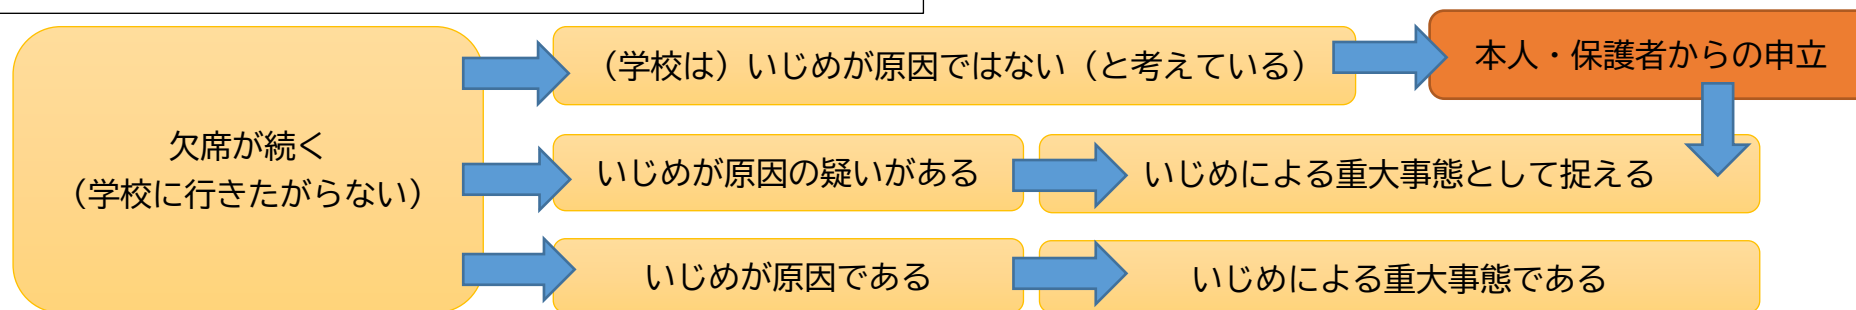 （学校は）いじめが原因ではない（と考えている）
本人・保護者からの申立
欠席が続く
（学校に行きたがらない）
いじめが原因の疑いがある
いじめによる重大事態として捉える
いじめが原因である
いじめによる重大事態である